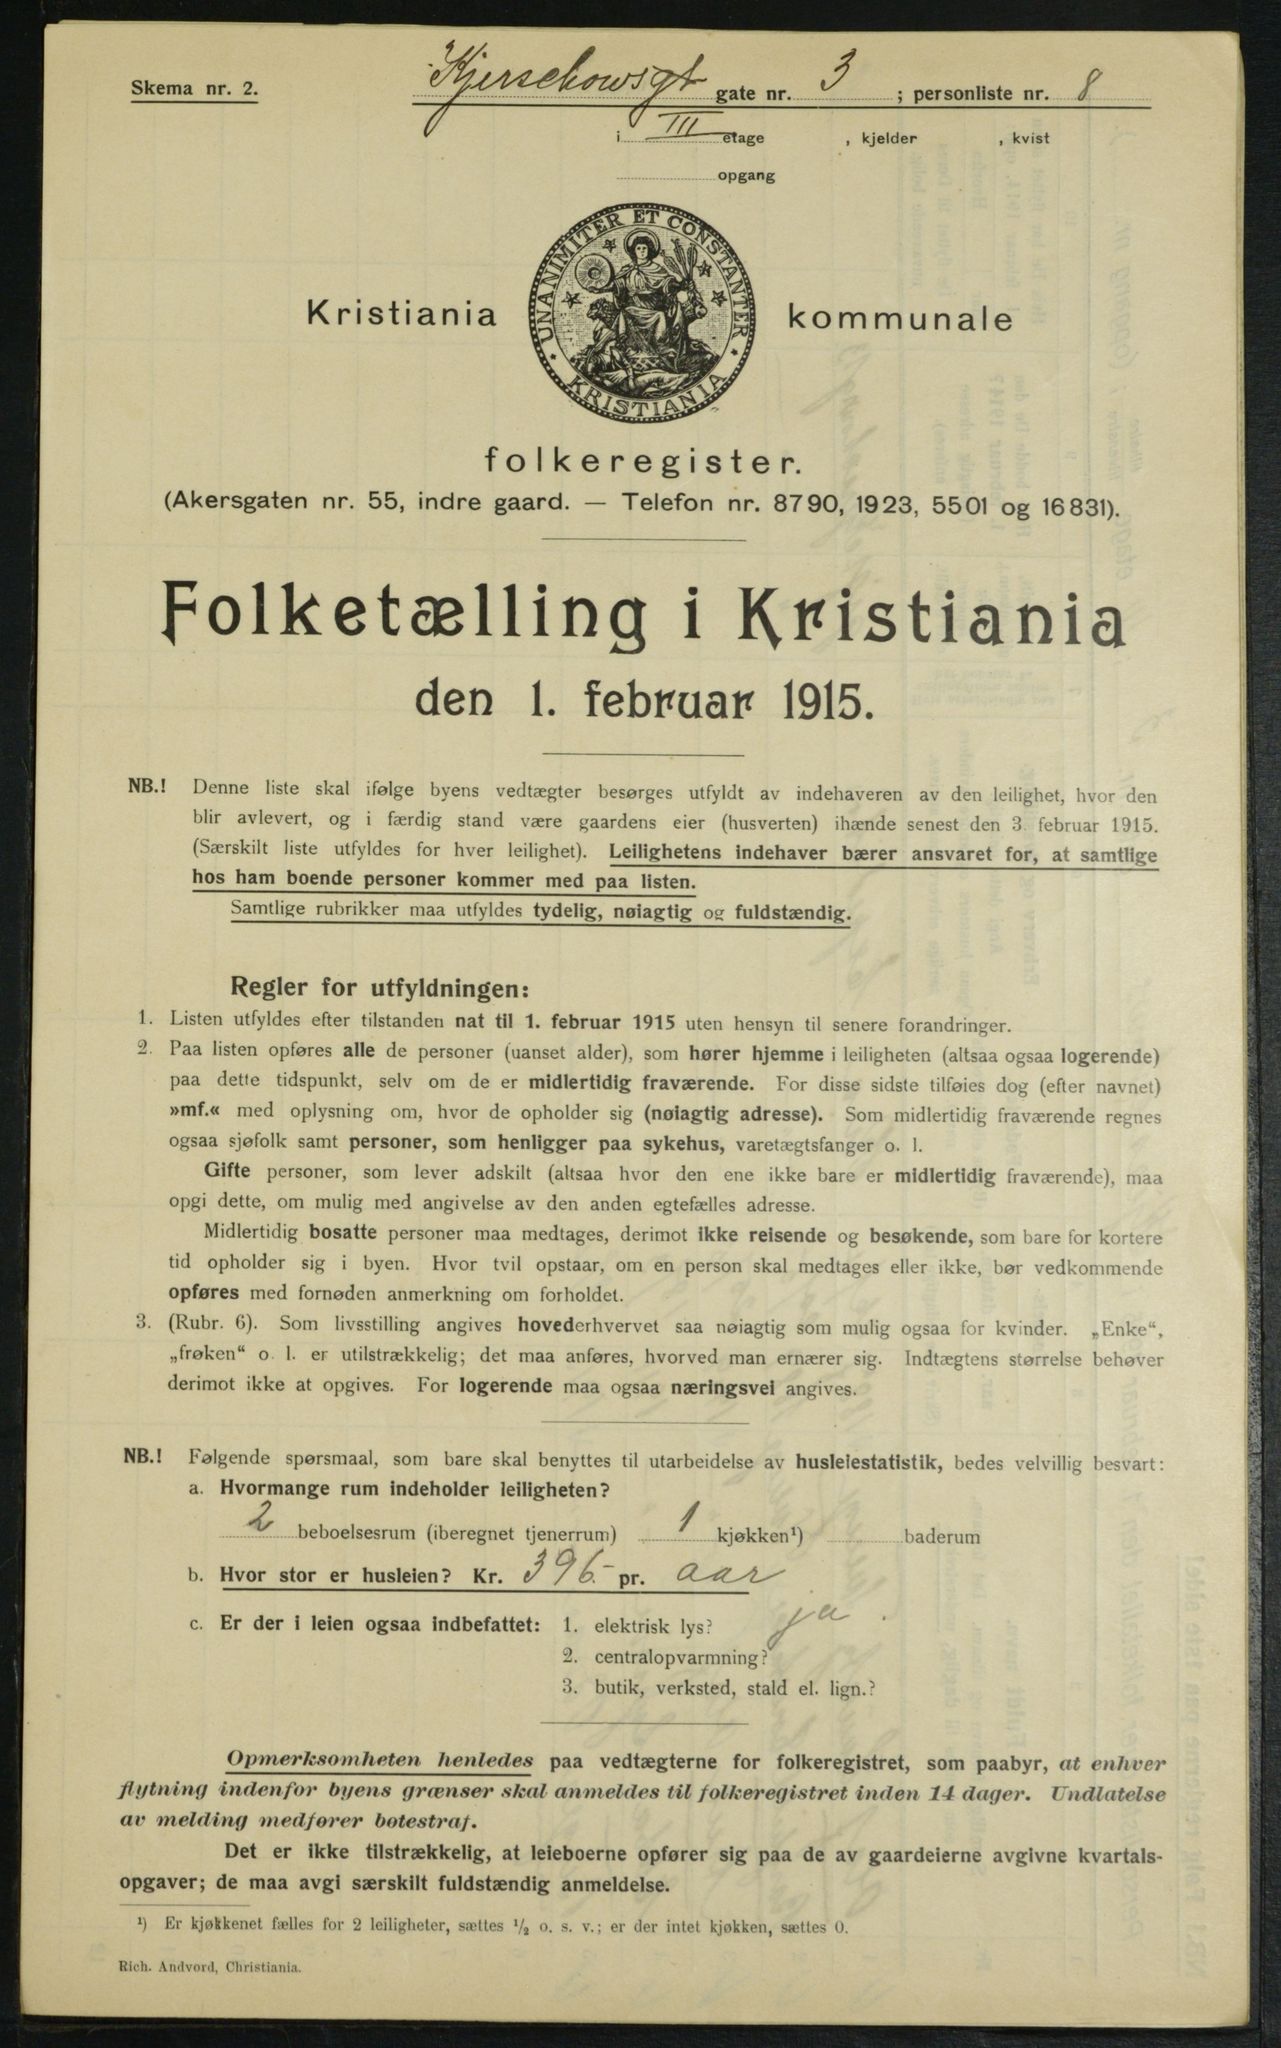 Skema nr. 2.
Kjerschowsgt gate nr. 3 ; personliste nr. 8
i III etage , kjelder , kvist
opgang
UNANIMITER ET CONSTANTER
KRISTIANIA
Kristiania kommunale
folkeregister.
(Akersgaten nr. 55, indre gaard. — Telefon nr. 8790, 1923, 5501 og 16831).
Folketælling i Kristiania
den 1. februar 1915.
NB.! Denne liste skal ifølge byens vedtægter besørges utfyldt av indehaveren av den leilighet, hvor den
blir avlevert, og i færdig stand være gaardens eier (husverten) ihænde senest den 3 februar 1915.
(Særskilt liste utfyldes for hver leilighet). Leilighetens indehaver bærer ansvaret for, at samtlige
hos ham boende personer kommer med paa listen.
Samtlige rubrikker maa utfyldes tydelig, nøiagtig og fuldstændig.
Regler for utfyldningen:
1. Listen utfyldes efter tilstanden nat til 1. februar 1915 uten hensyn til senere forandringer.
2. Paa listen opføres alle de personer (uanset alder), som hører hjemme i leiligheten (altsaa ogsaa logerende)
paa dette tidspunkt, selv om de er midlertidig fraværende. For disse sidste tilføies dog (efter navnet)
»mf.« med oplysning om, hvor de opholder sig (nøiagtig adresse). Som midlertidig fraværende regnes
ogsaa sjøfolk samt personer, som henligger paa sykehus, varetægtsfanger o. l.
Gifte personer, som lever adskilt (altsaa hvor den ene ikke bare er midlertidig fraværende), maa
opgi dette, om mulig med angivelse av den anden egtefælles adresse.
Midlertidig bosatte personer maa medtages, derimot ikke reisende og besøkende, som bare for kortere
tid opholder sig i byen. Hvor tvil opstaar, om en person skal medtages eller ikke, bør vedkommende
opføres med fornøden anmerkning om forholdet.
3. (Rubr. 6). Som livsstilling angives hovederhvervet saa nøiagtig som mulig ogsaa for kvinder. „Enke“,
„frøken“ o. l. er utilstrækkelig; det maa anføres, hvorved man ernærer sig. Indtægtens størrelse behøver
derimot ikke at opgives. For logerende maa ogsaa næringsvei angives.
NB.! Følgende spørsmaal, som bare skal benyttes til utarbeidelse av husleiestatistik, bedes velvillig besvart:
a. Hvormange rum indeholder leiligheten?
2 beboelsesrum (iberegnet tjenerrum) 1 kjøkken¹) baderum
b. Hvor stor er husleien? Kr. 396.- pr. aar
c. Er der i leien ogsaa indbefattet: 1. elektrisk lys? ja.
2. centralopvarmning?
3. butik, verksted, stald el. lign.?
Opmerksomheten henledes paa vedtægterne for folkeregistret, som paabyr, at enhver
flytning indenfor byens grænser skal anmeldes til folkeregistret inden 14 dager. Undlatelse
av melding medfører bøtestraf.
Det er ikke tilstrækkelig, at leieboerne opfører sig paa de av gaardeierne avgivne kvartals-
opgaver; de maa avgi særskilt fuldstændig anmeldelse.
¹) Er kjøkkenet fælles for 2 leiligheter, sættes ½ o. s. v.; er der intet kjøkken, sættes 0.
Rich. Andvord, Christiania.